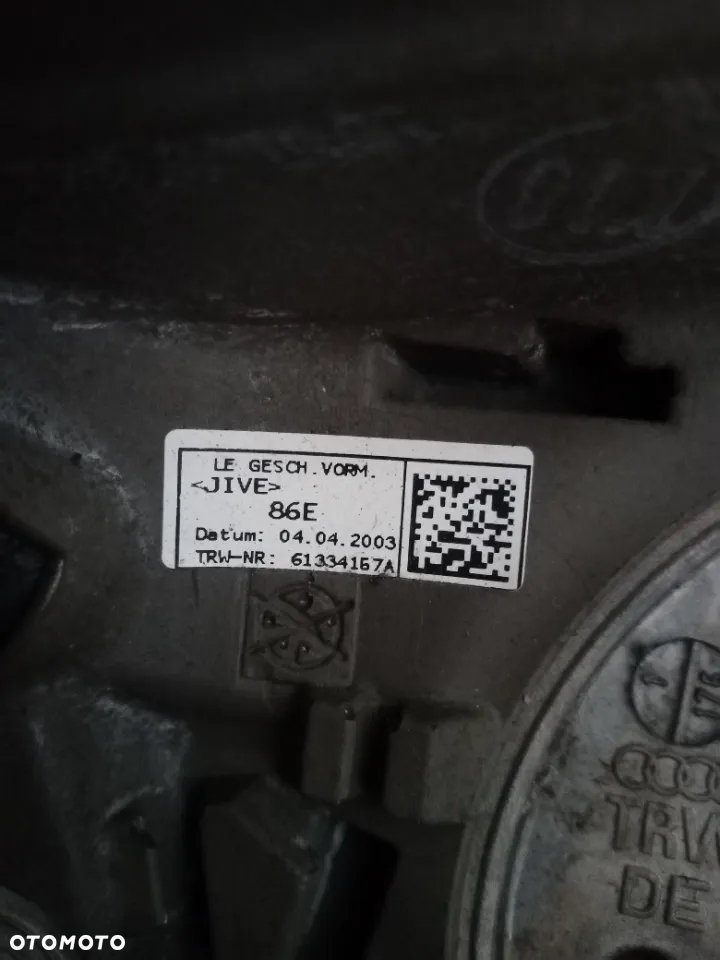 LE GESCH.VORM.
<JIVE>
86E
Datum: 04.04.2003
TRW-NR: 61334167A
TRW
DE
OTOMOTO